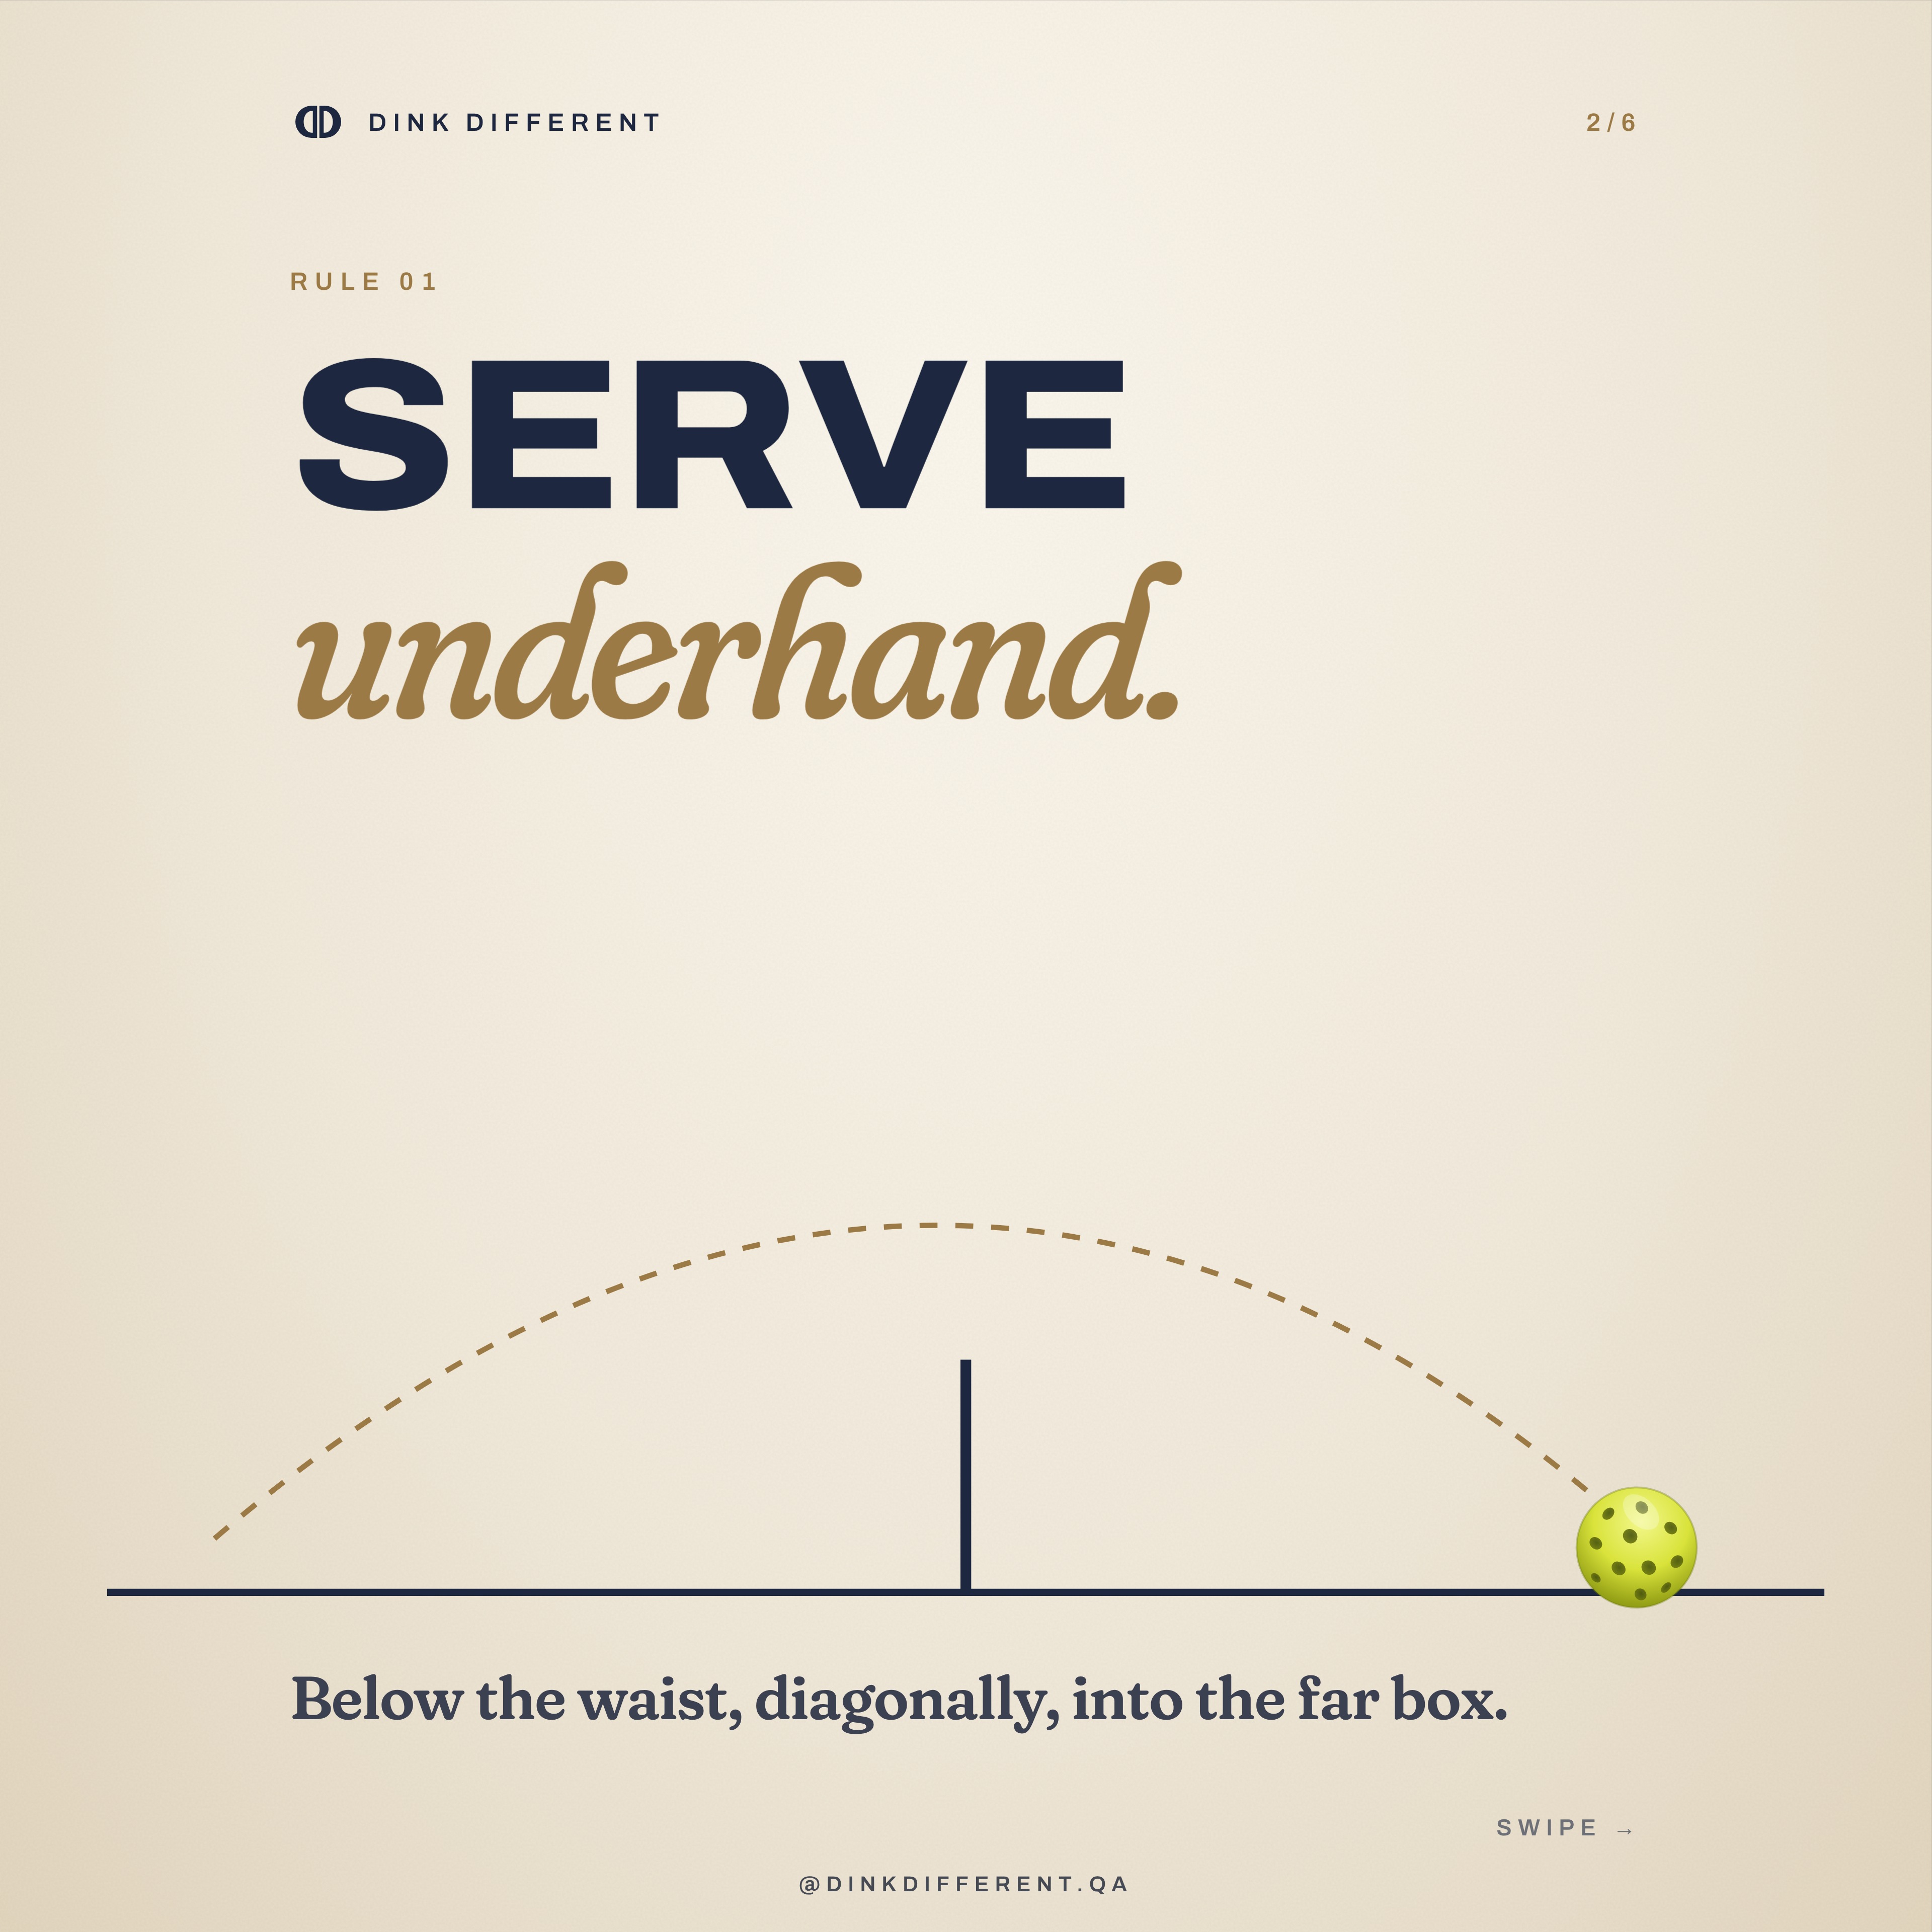 DINK DIFFERENT
2/6
RULE 01
SERVE
underhand.
Below the waist, diagonally, into the far box.
SWIPE →
@DINKDIFFERENT.QA